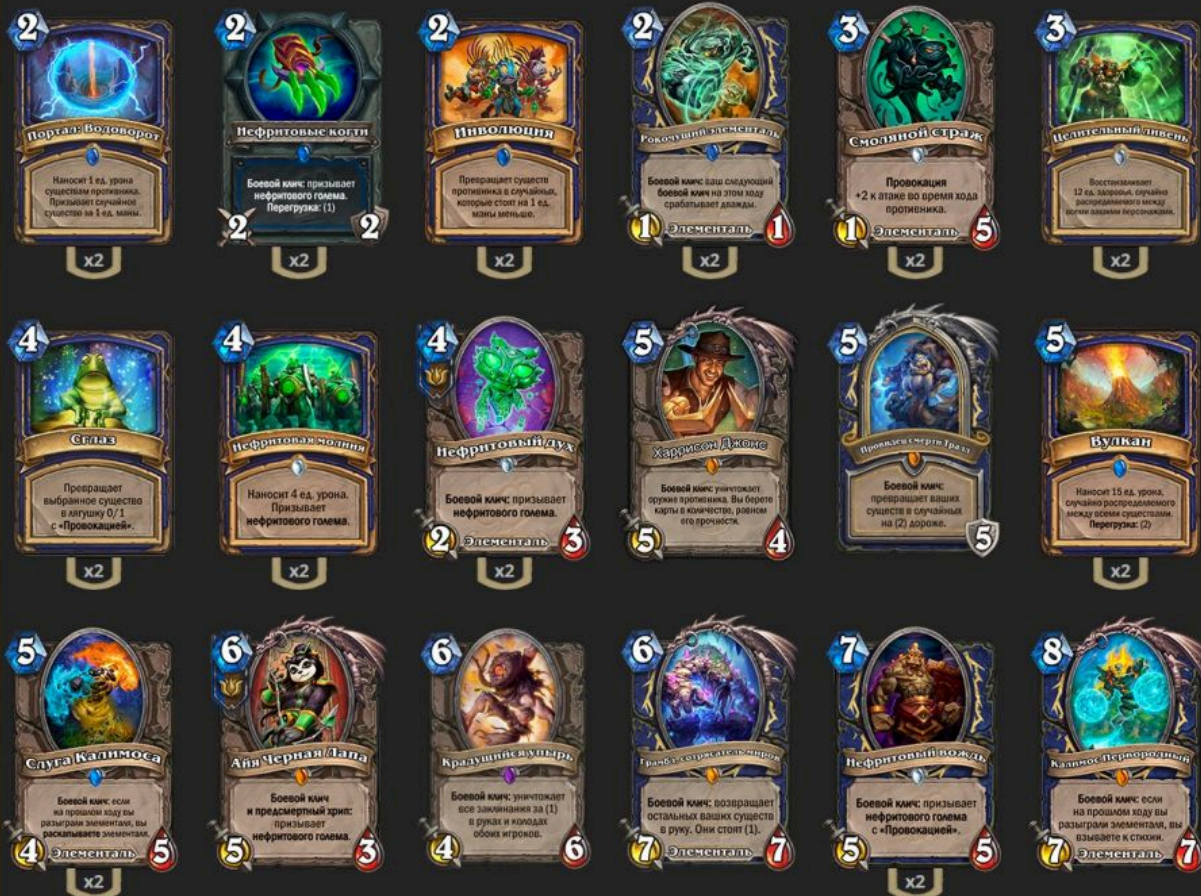 2
Портал: Водоворот
Наносит 1 ед. урона
существам противника.
Призывает случайное
существо за 1 ед. маны.
x2
2
Нефритовые когти
Боевой клич: призывает
нефритового голема.
Перегрузка: (1)
2
2
x2
2
Инволюция
Превращает существ
противника в случайных,
которые стоят на 1 ед.
маны меньше.
x2
2
Рокочущий элементаль
Боевой клич: ваш следующий
боевой клич на этом ходу
срабатывает дважды.
1
Элементаль
1
x2
3
Смоляной страж
Провокация
+2 к атаке во время хода
противника.
1
Элементаль
5
x2
3
Целительный ливень
Восстанавливает
12 ед. здоровья, случайно
распределяемого между
всеми вашими персонажами.
x2
4
Сглаз
Превращает
выбранное существо
в лягушку 0/1
с «Провокацией».
x2
4
Нефритовая молния
Наносит 4 ед. урона.
Призывает
нефритового голема.
x2
4
Нефритовый дух
Боевой клич: призывает
нефритового голема.
2
Элементаль
3
x2
5
Харрисон Джонс
Боевой клич: уничтожает
оружие противника. Вы берете
карты в количестве, равном
его прочности.
5
4
5
Провидец смерти Тралл
Боевой клич:
превращает ваших
существ в случайных
на (2) дороже.
5
5
Вулкан
Наносит 15 ед. урона,
случайно распределяемого
между всеми существами.
Перегрузка: (2)
x2
5
Слуга Калимоса
Боевой клич: если
на прошлом ходу вы
разыграли элементаля, вы
раскапываете элементаля.
4
Элементаль
5
x2
6
Айя Черная Лапа
Боевой клич
и предсмертный хрип:
призывает
нефритового голема.
5
3
6
Крадущийся упырь
Боевой клич: уничтожает
все заклинания за (1)
в руках и колодах
обоих игроков.
4
6
6
Грамбл, сотрясатель миров
Боевой клич: возвращает
остальных ваших существ
в руку. Они стоят (1).
7
Элементаль
7
7
Нефритовый вождь
Боевой клич: призывает
нефритового голема
с «Провокацией».
5
5
x2
8
Калимос Первородный
Боевой клич: если
на прошлом ходу вы
разыграли элементаля, вы
взываете к стихии.
7
Элементаль
7